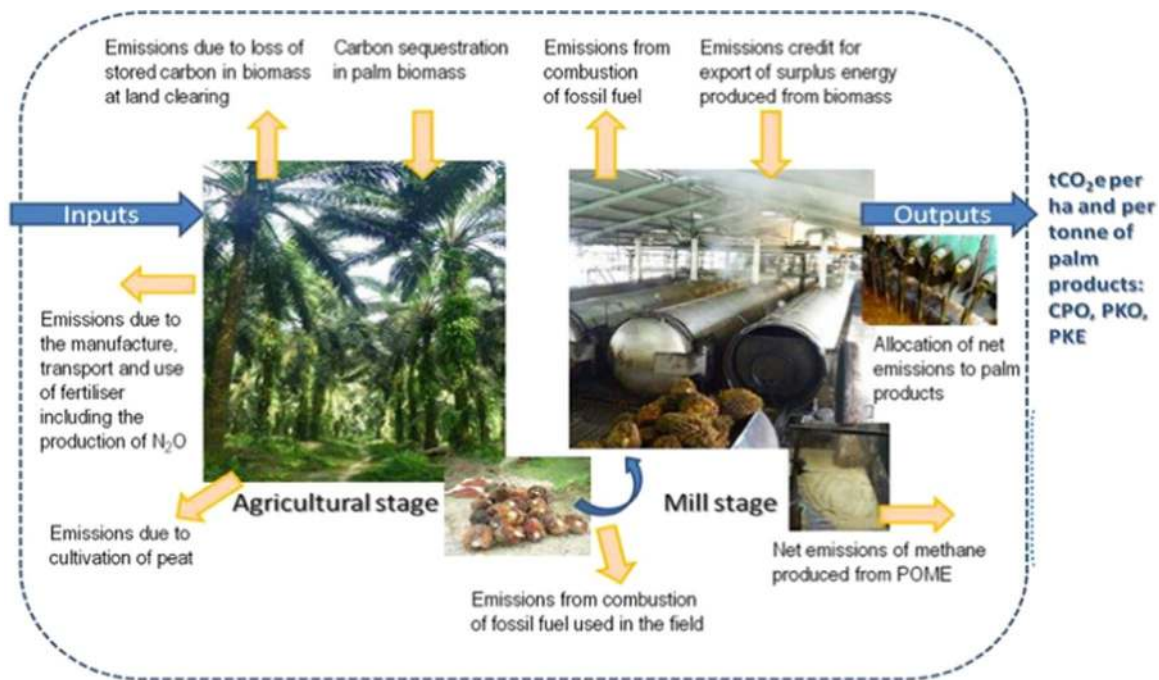 Emissions due to loss of
stored carbon in biomass
at land clearing
Carbon sequestration
in palm biomass
Emissions from
combustion
of fossil fuel
Emissions credit for
export of surplus energy
produced from biomass
Inputs
Outputs
tCO₂e per
ha and per
tonne of
palm
products:
CPO, PKO,
PKE
Emissions due to
the manufacture,
transport and use
of fertiliser
including the
production of N₂O
Allocation of net
emissions to palm
products
Agricultural stage
Mill stage
Emissions due to
cultivation of peat
Net emissions of methane
produced from POME
Emissions from combustion
of fossil fuel used in the field